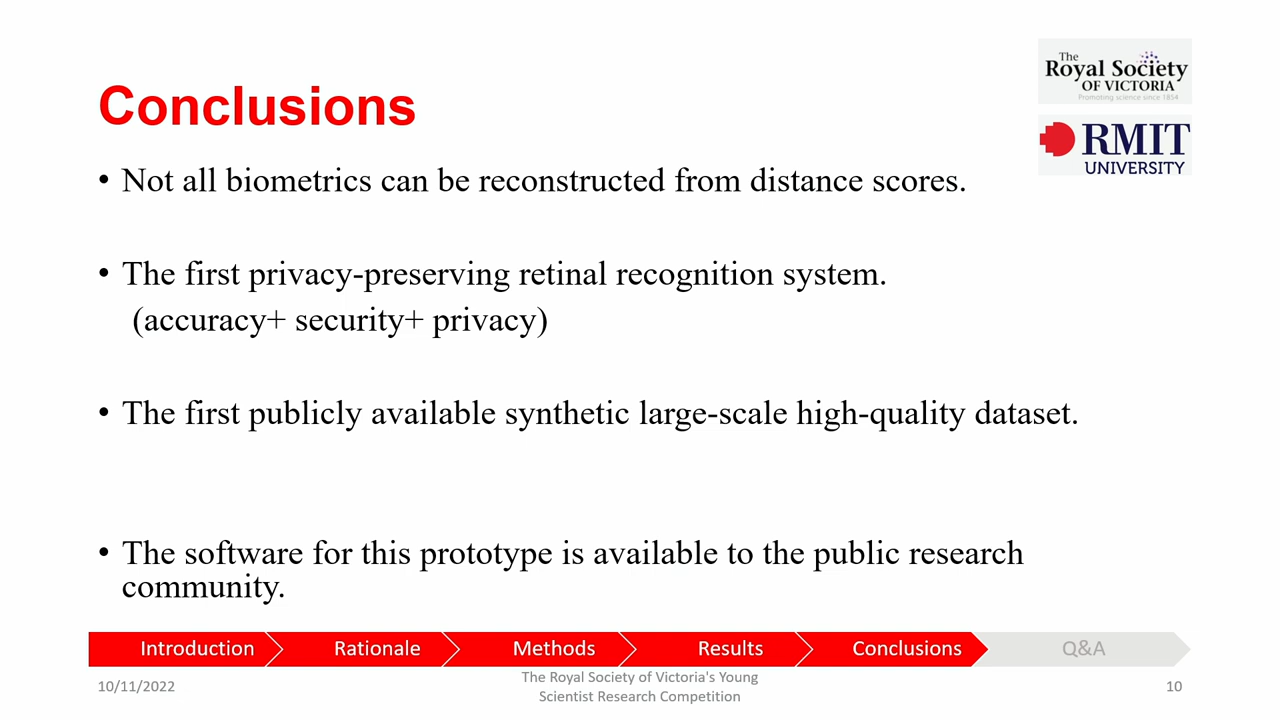 The
Royal Society
OF VICTORIA
Promoting science since 1854
RMIT
UNIVERSITY
Conclusions
• Not all biometrics can be reconstructed from distance scores.
• The first privacy-preserving retinal recognition system.
(accuracy+ security+ privacy)
• The first publicly available synthetic large-scale high-quality dataset.
• The software for this prototype is available to the public research
community.
Introduction
Rationale
Methods
Results
Conclusions
Q&A
10/11/2022
The Royal Society of Victoria's Young
Scientist Research Competition
10